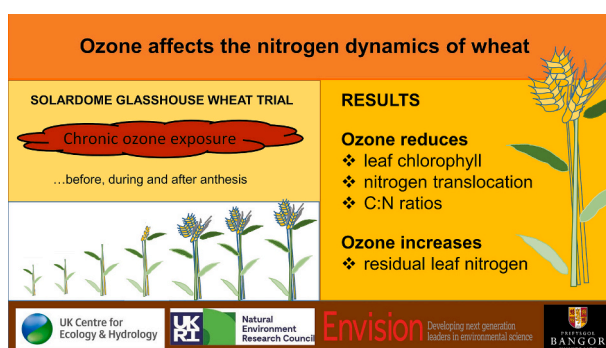 Ozone affects the nitrogen dynamics of wheat
SOLARDOME GLASSHOUSE WHEAT TRIAL
Chronic ozone exposure
...before, during and after anthesis
RESULTS
Ozone reduces
❖ leaf chlorophyll
❖ nitrogen translocation
❖ C:N ratios
Ozone increases
❖ residual leaf nitrogen
UK Centre for
Ecology & Hydrology
UK
RI
Natural
Environment
Research Council
Envision
Developing next generation
leaders in environmental science
PRIFYSGOL
BANGOR